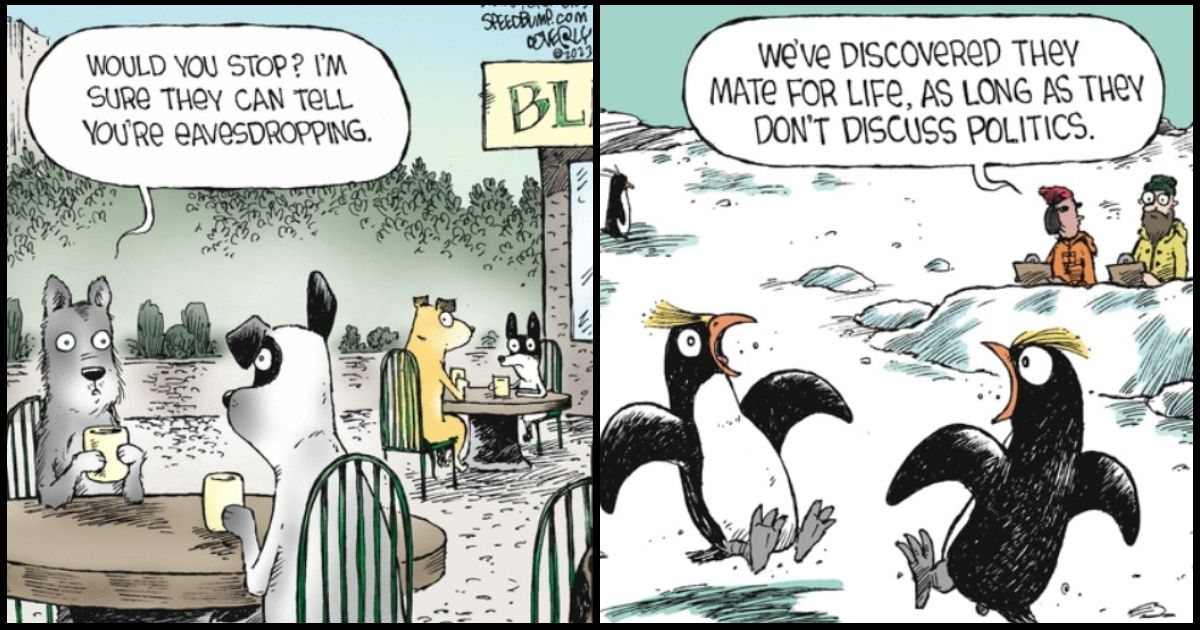 SPEEDBUMP.COM
©2023
WOULD YOU STOP? I'M
SURE THEY CAN TELL
YOU'RE EAVESDROPPING.
BL
WE'VE DISCOVERED THEY
MATE FOR LIFE, AS LONG AS THEY
DON'T DISCUSS POLITICS.